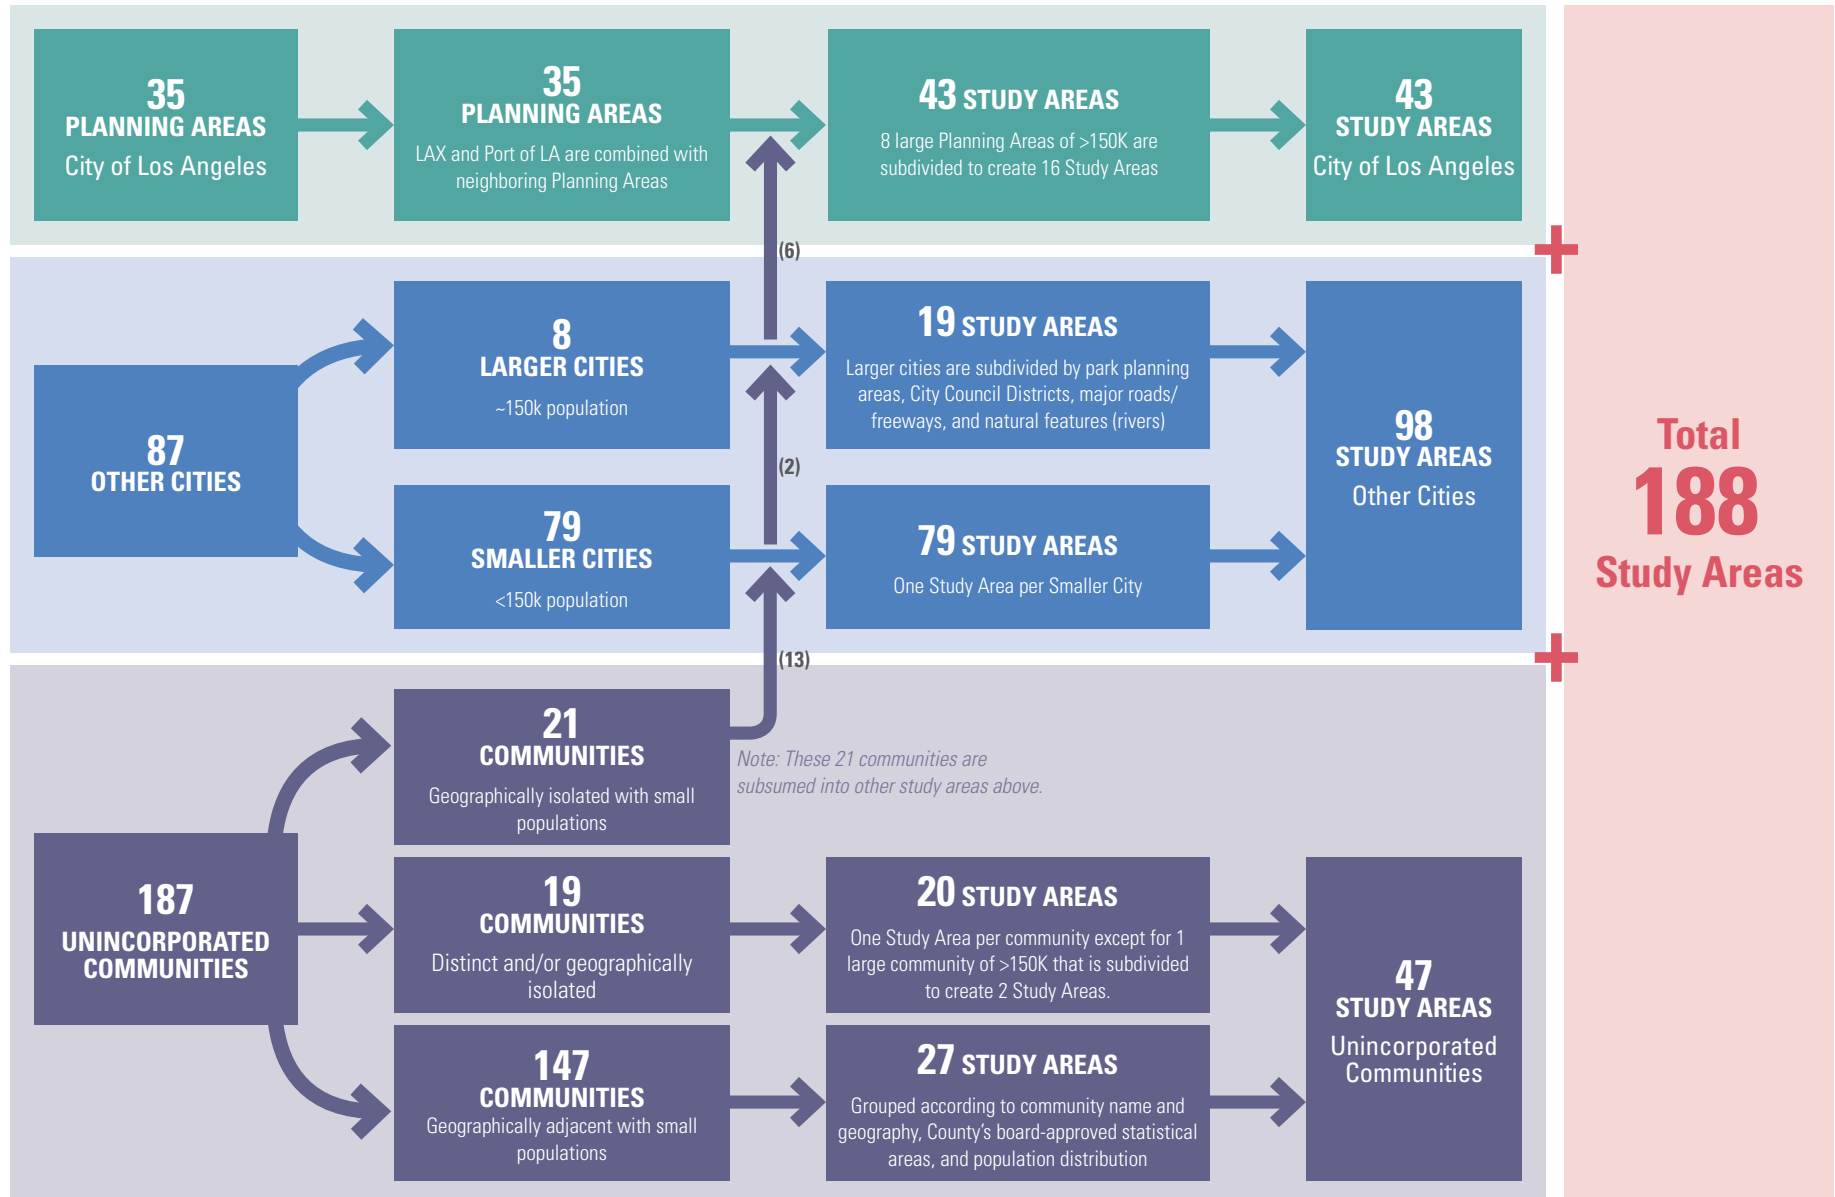 35
PLANNING AREAS
City of Los Angeles
35
PLANNING AREAS
LAX and Port of LA are combined with
neighboring Planning Areas
43 STUDY AREAS
8 large Planning Areas of >150K are
subdivided to create 16 Study Areas
43
STUDY AREAS
City of Los Angeles
(6)
87
OTHER CITIES
8
LARGER CITIES
~150k population
19 STUDY AREAS
Larger cities are subdivided by park planning
areas, City Council Districts, major roads/
freeways, and natural features (rivers)
(2)
79
SMALLER CITIES
<150k population
79 STUDY AREAS
One Study Area per Smaller City
98
STUDY AREAS
Other Cities
(13)
187
UNINCORPORATED
COMMUNITIES
21
COMMUNITIES
Geographically isolated with small
populations
Note: These 21 communities are
subsumed into other study areas above.
19
COMMUNITIES
Distinct and/or geographically
isolated
20 STUDY AREAS
One Study Area per community except for 1
large community of >150K that is subdivided
to create 2 Study Areas.
147
COMMUNITIES
Geographically adjacent with small
populations
27 STUDY AREAS
Grouped according to community name and
geography, County's board-approved statistical
areas, and population distribution
47
STUDY AREAS
Unincorporated
Communities
+
+
Total
188
Study Areas